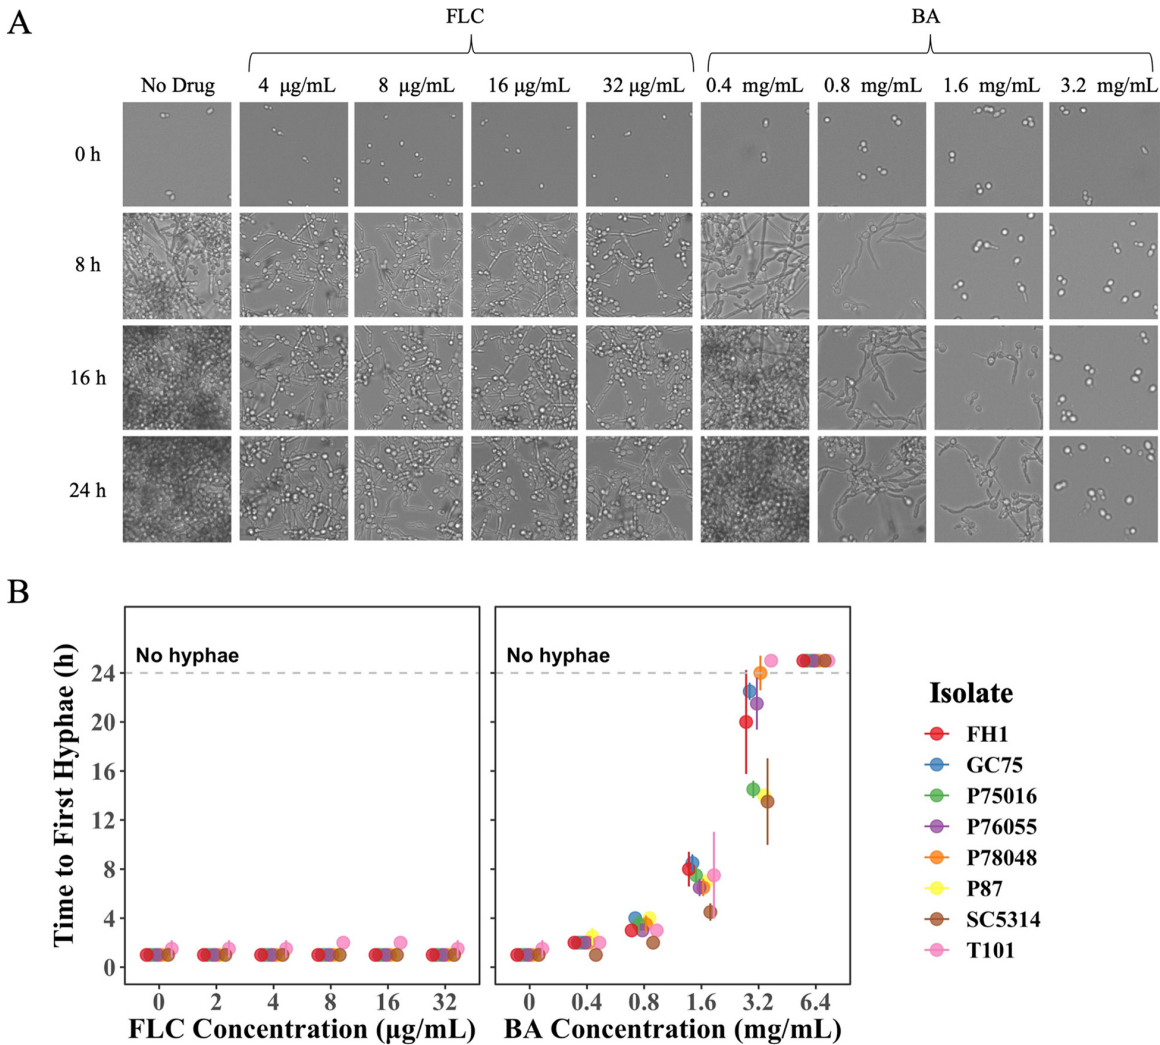 A
FLC
BA
No Drug
4 µg/mL
8 µg/mL
16 µg/mL
32 µg/mL
0.4 mg/mL
0.8 mg/mL
1.6 mg/mL
3.2 mg/mL
0 h
8 h
16 h
24 h
B
Time to First Hyphae (h)
No hyphae
No hyphae
24
20
16
12
8
4
0
0 2 4 8 16 32
0 0.4 0.8 1.6 3.2 6.4
FLC Concentration (µg/mL)
BA Concentration (mg/mL)
Isolate
FH1
GC75
P75016
P76055
P78048
P87
SC5314
T101